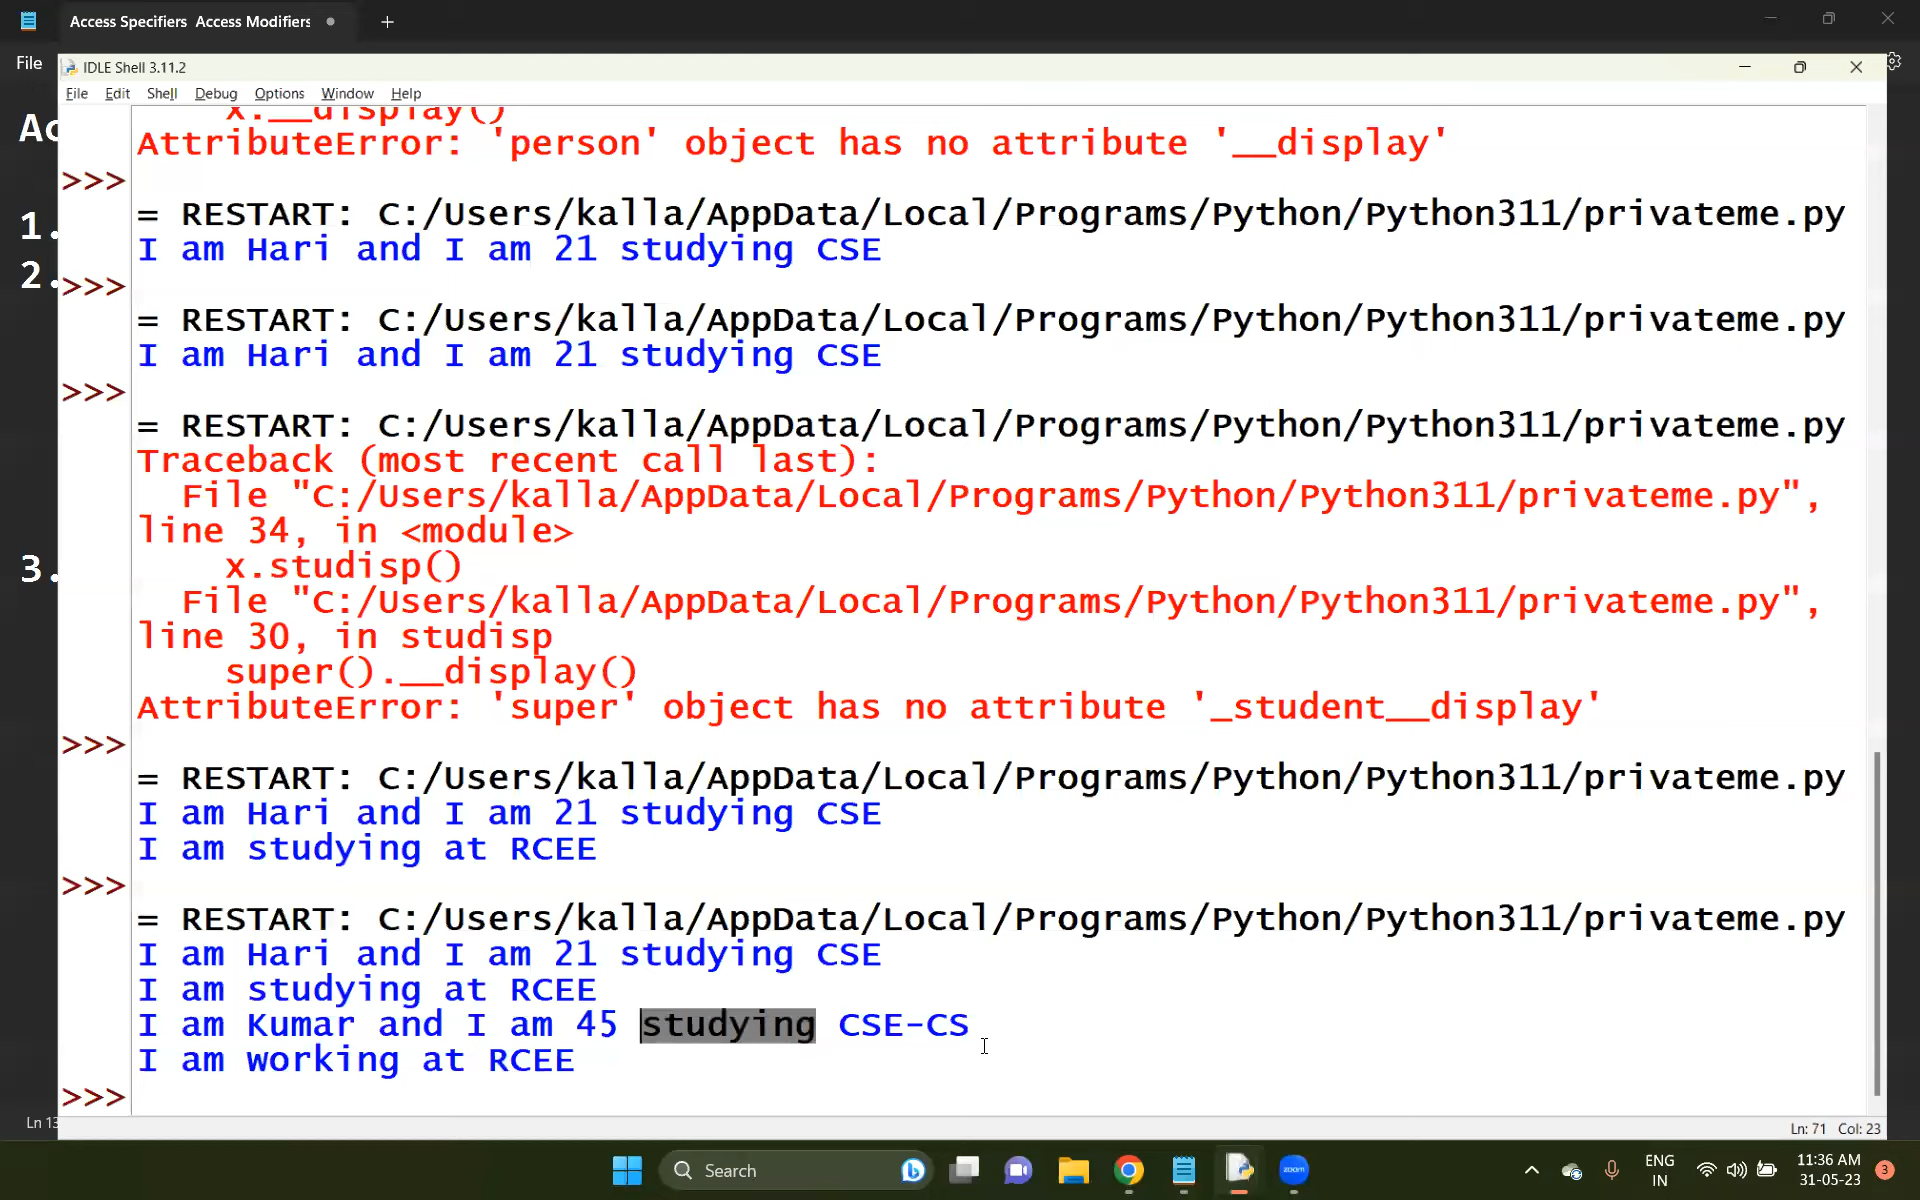 Access Specifiers Access Modifiers
File
IDLE Shell 3.11.2
File Edit Shell Debug Options Window Help
Ac
1.
2.
3.
x.__display()
AttributeError: 'person' object has no attribute '__display'
>>>
= RESTART: C:/Users/kalla/AppData/Local/Programs/Python/Python311/privateme.py
I am Hari and I am 21 studying CSE
>>>
= RESTART: C:/Users/kalla/AppData/Local/Programs/Python/Python311/privateme.py
I am Hari and I am 21 studying CSE
>>>
= RESTART: C:/Users/kalla/AppData/Local/Programs/Python/Python311/privateme.py
Traceback (most recent call last):
File "C:/Users/kalla/AppData/Local/Programs/Python/Python311/privateme.py",
line 34, in <module>
x.studisp()
File "C:/Users/kalla/AppData/Local/Programs/Python/Python311/privateme.py",
line 30, in studisp
super().__display()
AttributeError: 'super' object has no attribute '_student__display'
>>>
= RESTART: C:/Users/kalla/AppData/Local/Programs/Python/Python311/privateme.py
I am Hari and I am 21 studying CSE
I am studying at RCEE
>>>
= RESTART: C:/Users/kalla/AppData/Local/Programs/Python/Python311/privateme.py
I am Hari and I am 21 studying CSE
I am studying at RCEE
I am Kumar and I am 45 studying CSE-CS
I am working at RCEE
>>>
Ln 13
Ln: 71 Col: 23
Search
zoom
ENG
IN
11:36 AM
31-05-23
3